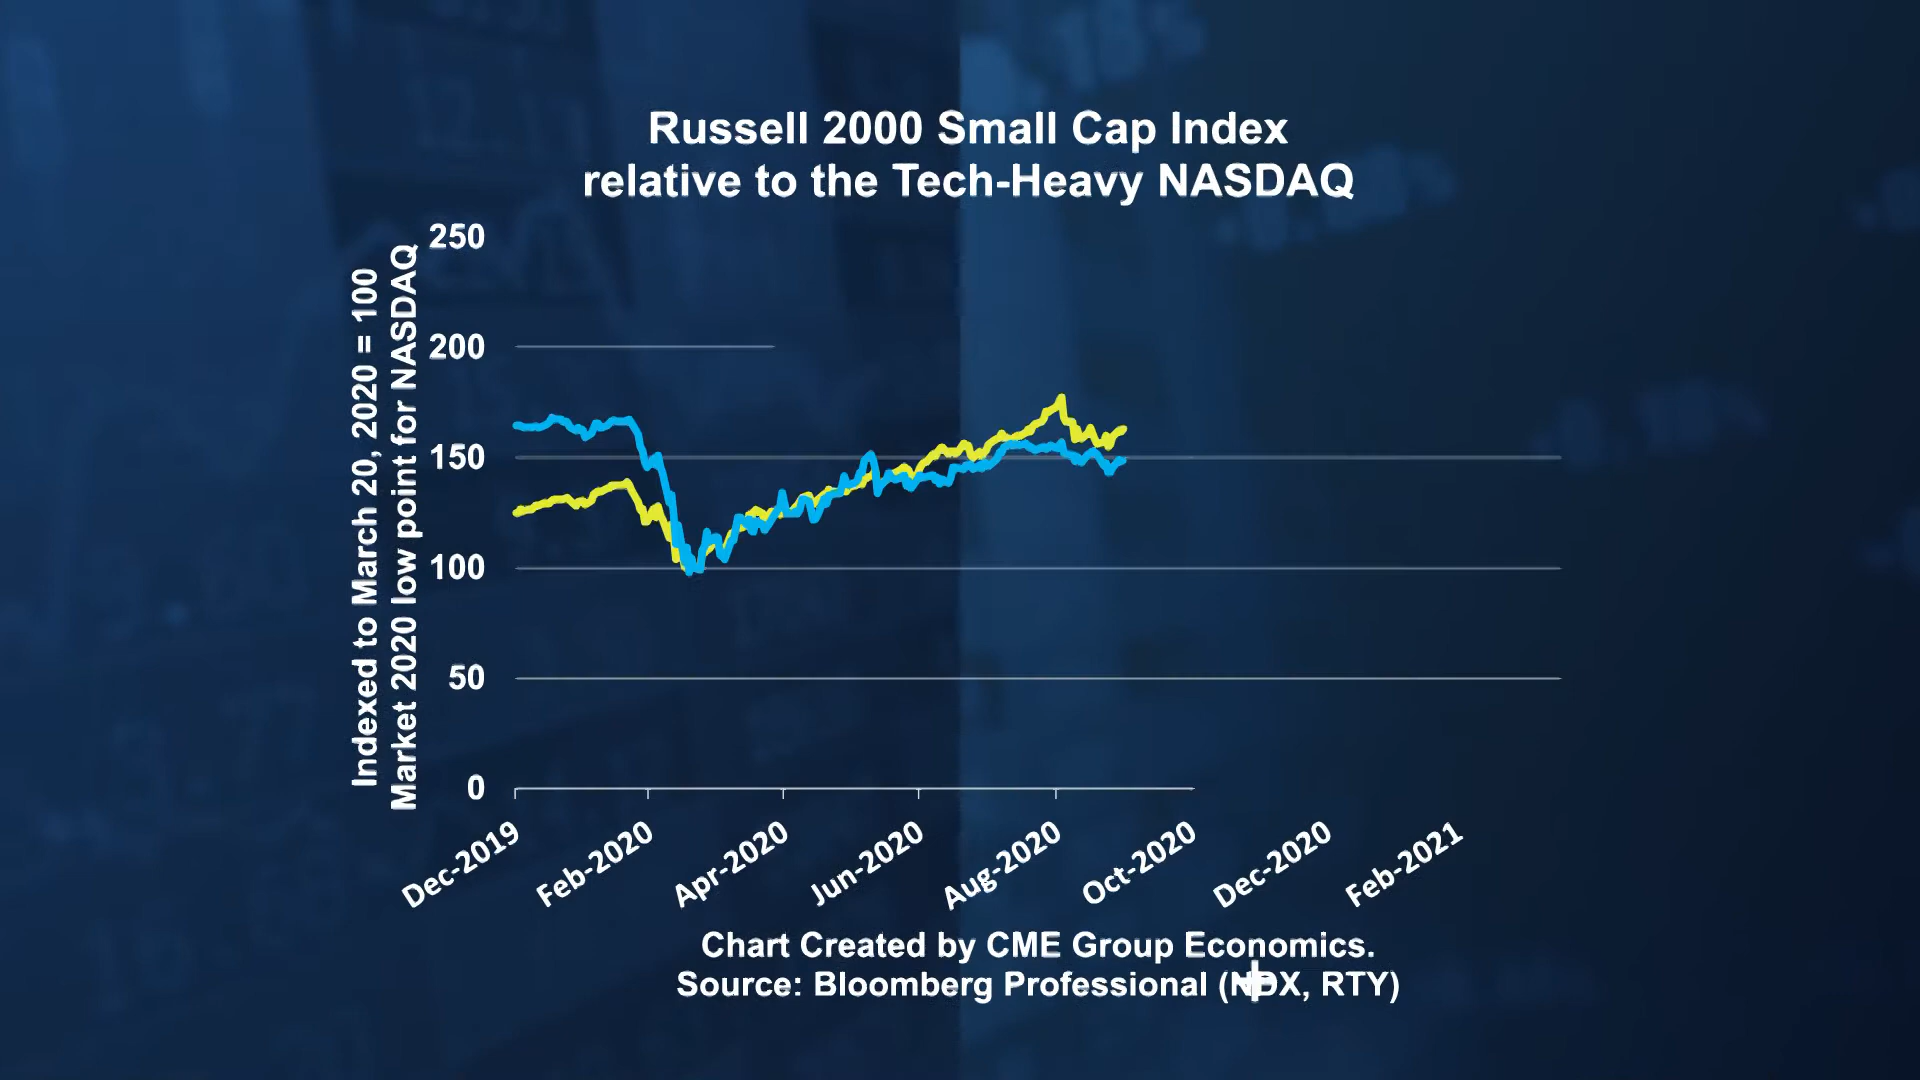 Russell 2000 Small Cap Index
relative to the Tech-Heavy NASDAQ
Indexed to March 20, 2020 = 100
Market 2020 low point for NASDAQ
250
200
150
100
50
0
Dec-2019
Feb-2020
Apr-2020
Jun-2020
Aug-2020
Oct-2020
Dec-2020
Feb-2021
Chart Created by CME Group Economics.
Source: Bloomberg Professional (NDX, RTY)